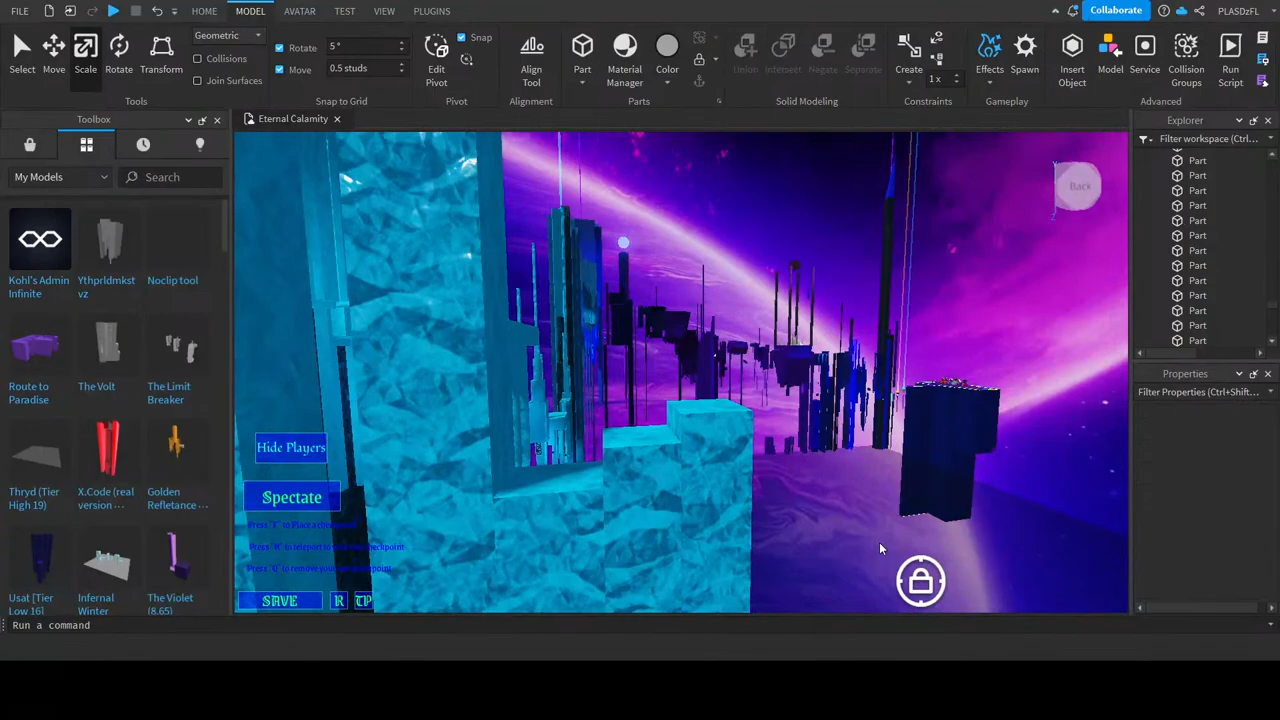 FILE HOME MODEL AVATAR TEST VIEW PLUGINS Collaborate PLASDzFL
Select Move Scale Rotate Transform
Geometric
Collisions
Join Surfaces
Tools
Rotate 5 °
Move 0.5 studs
Snap to Grid
Edit
Pivot
Snap
Pivot
Align
Tool
Alignment
Part
Material
Manager
Color
Parts
Union Intersect Negate Separate
Solid Modeling
Create
1 x
Constraints
Effects Spawn
Gameplay
Insert
Object
Model Service
Collision
Groups
Run
Script
Advanced
Toolbox
My Models
Search
Kohl's Admin
Infinite
Ythprldmkst
vz
Noclip tool
Route to
Paradise
The Volt
The Limit
Breaker
Thryd (Tier
High 19)
X.Code (real
version ···
Golden
Refletance ···
Usat [Tier
Low 16]
Infernal
Winter
The Violet
(8.65)
Eternal Calamity
Back
Hide Players
Spectate
SAVE R TP
Explorer
Filter workspace (Ctrl...
Part
Part
Part
Part
Part
Part
Part
Part
Part
Part
Part
Part
Part
Properties
Filter Properties (Ctrl+Shift...
Run a command